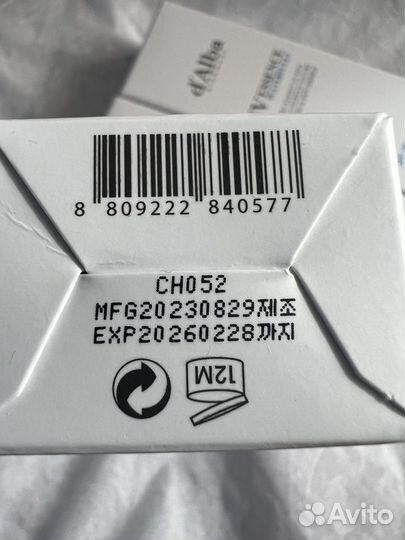 d'Alba
V ESSENCE
8 809222 840577
CH052
MFG20230829제조
EXP20260228까지
12M
Avito